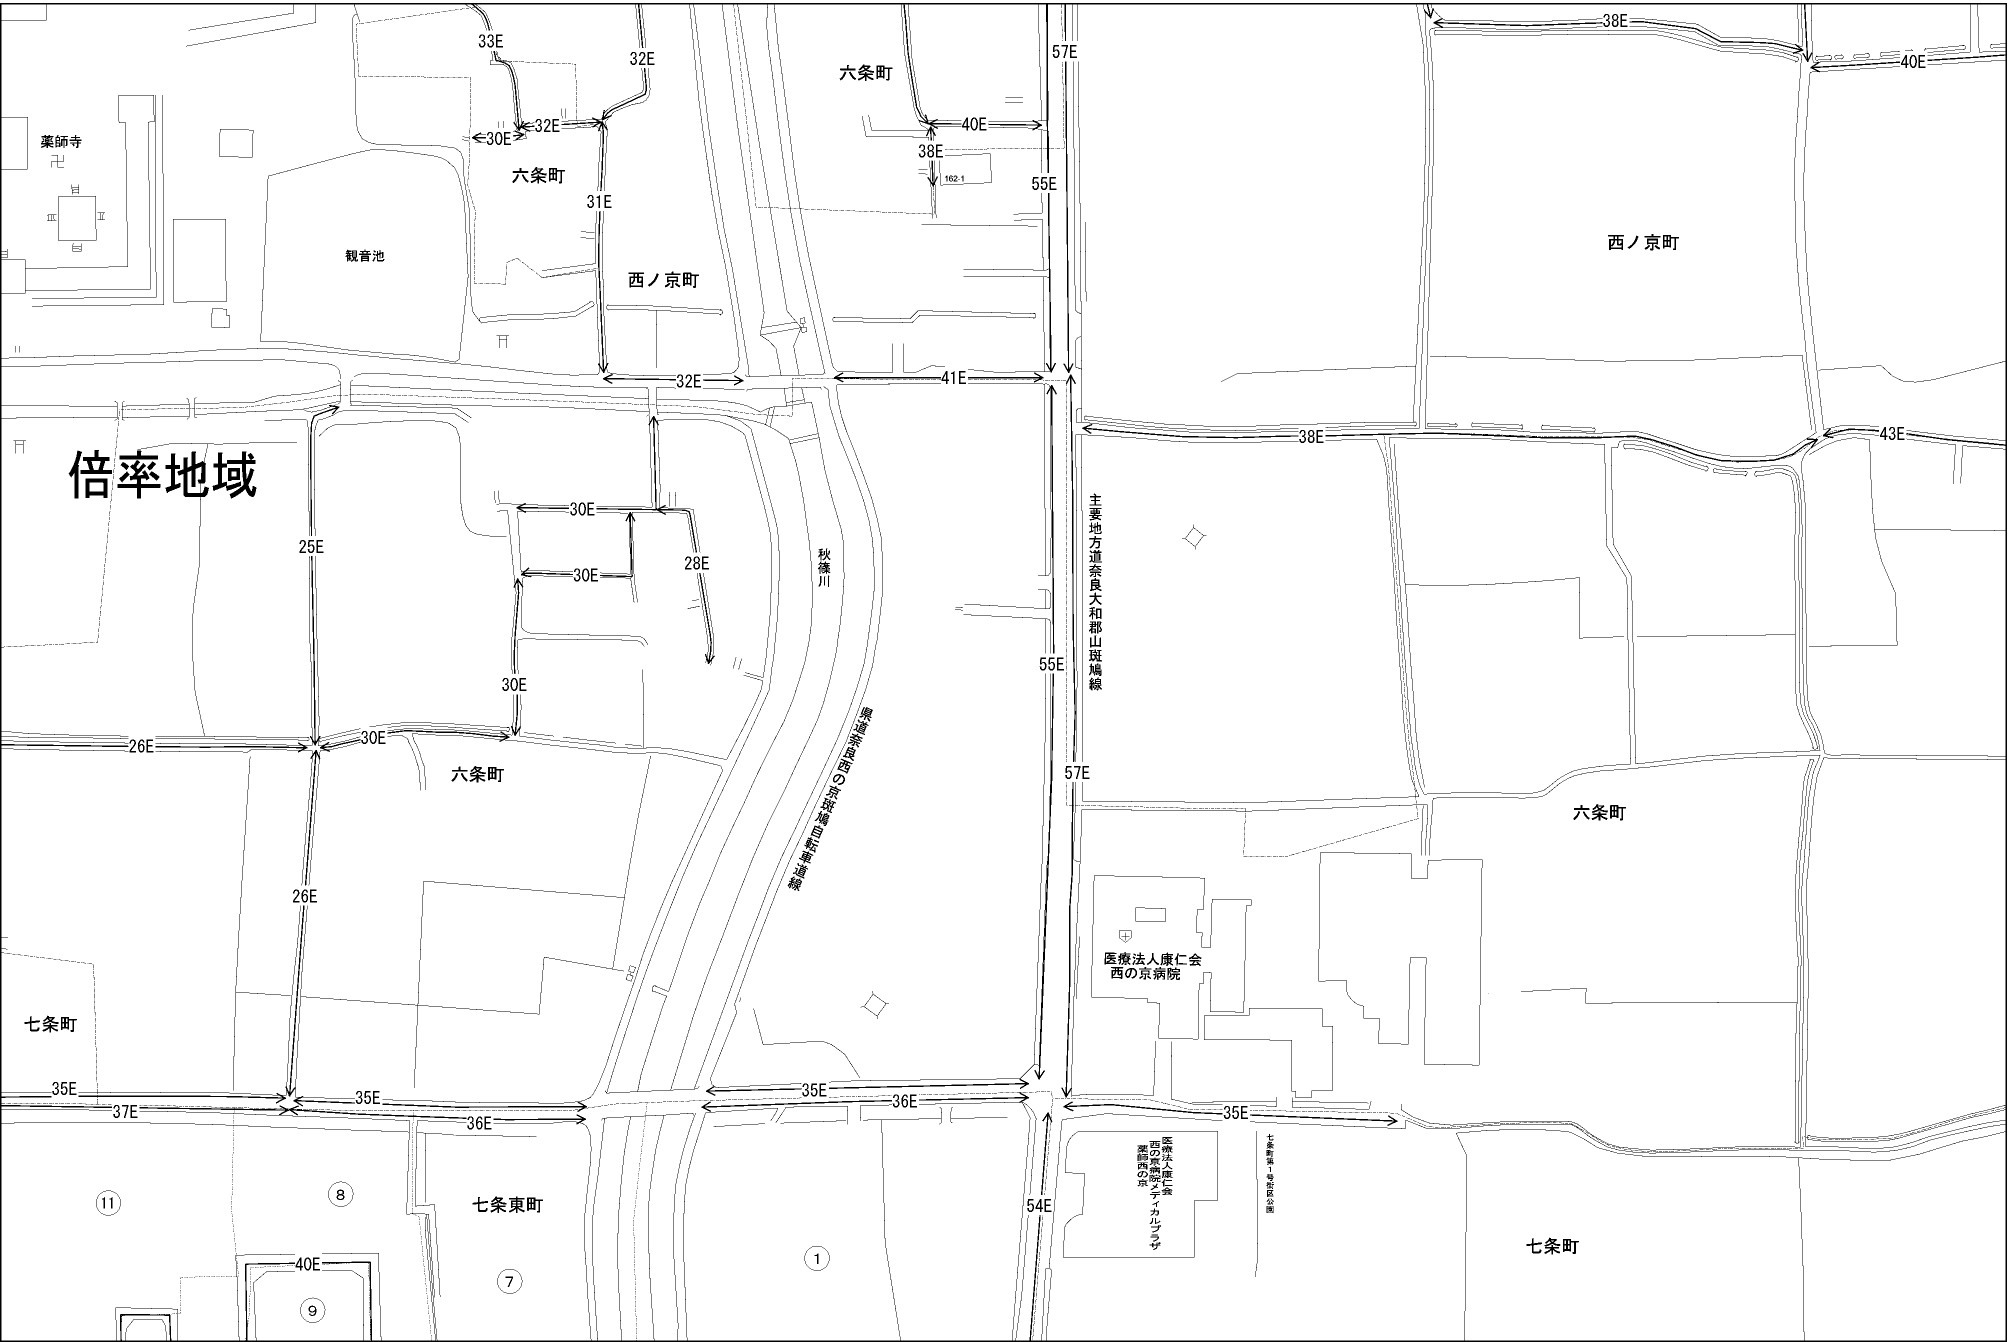 38E
33E
57E
32E
40E
六条町
32E
40E
30E
薬師寺
38E
六条町
162-1
55E
31E
西ノ京町
観音池
西ノ京町
41E
32E
43E
38E
倍率地域
30E
主要地方道奈良大和郡山斑鳩線
25E
秋篠川
28E
30E
55E
30E
県道奈良西の京斑鳩自転車道線
30E
26E
57E
六条町
六条町
26E
医療法人康仁会
西の京病院
七条町
35E
35E
35E
36E
37E
35E
36E
医療法人康仁会
西の京病院メディカルプラザ
薬師西の京
七条町第1号街区公園
11
8
七条東町
54E
七条町
1
40E
7
9